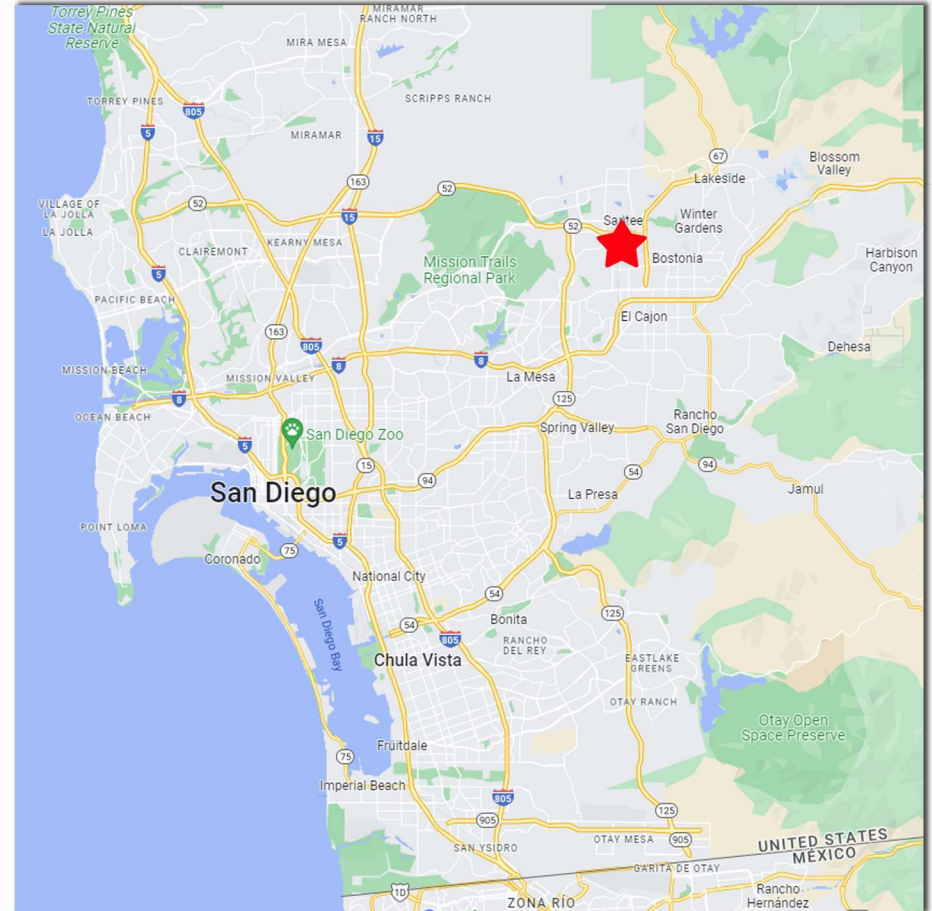 Torrey Pines
State Natural
Reserve
MIRAMAR
RANCH NORTH
MIRA MESA
SCRIPPS RANCH
TORREY PINES
805
5
15
MIRAMAR
67
Blossom
Valley
163
52
Lakeside
52
VILLAGE OF
LA JOLLA
15
52
Santee
Winter
Gardens
LA JOLLA
KEARNY MESA
CLAIREMONT
Mission Trails
Regional Park
Bostonia
Harbison
Canyon
5
PACIFIC BEACH
El Cajon
163
805
8
8
Dehesa
MISSION BEACH
MISSION VALLEY
La Mesa
8
125
OCEAN BEACH
Rancho
San Diego
San Diego Zoo
Spring Valley
5
15
94
54
94
San Diego
La Presa
Jamul
POINT LOMA
5
75
Coronado
National City
54
Bonita
125
San Diego Bay
54
805
RANCHO
DEL REY
Chula Vista
EASTLAKE
GREENS
OTAY RANCH
Otay Open
Space Preserve
Fruitdale
75
Imperial Beach
805
125
905
OTAY MESA
905
SAN YSIDRO
UNITED STATES
MÉXICO
GARITA DE OTAY
1D
ZONA RÍO
Rancho
Hernández